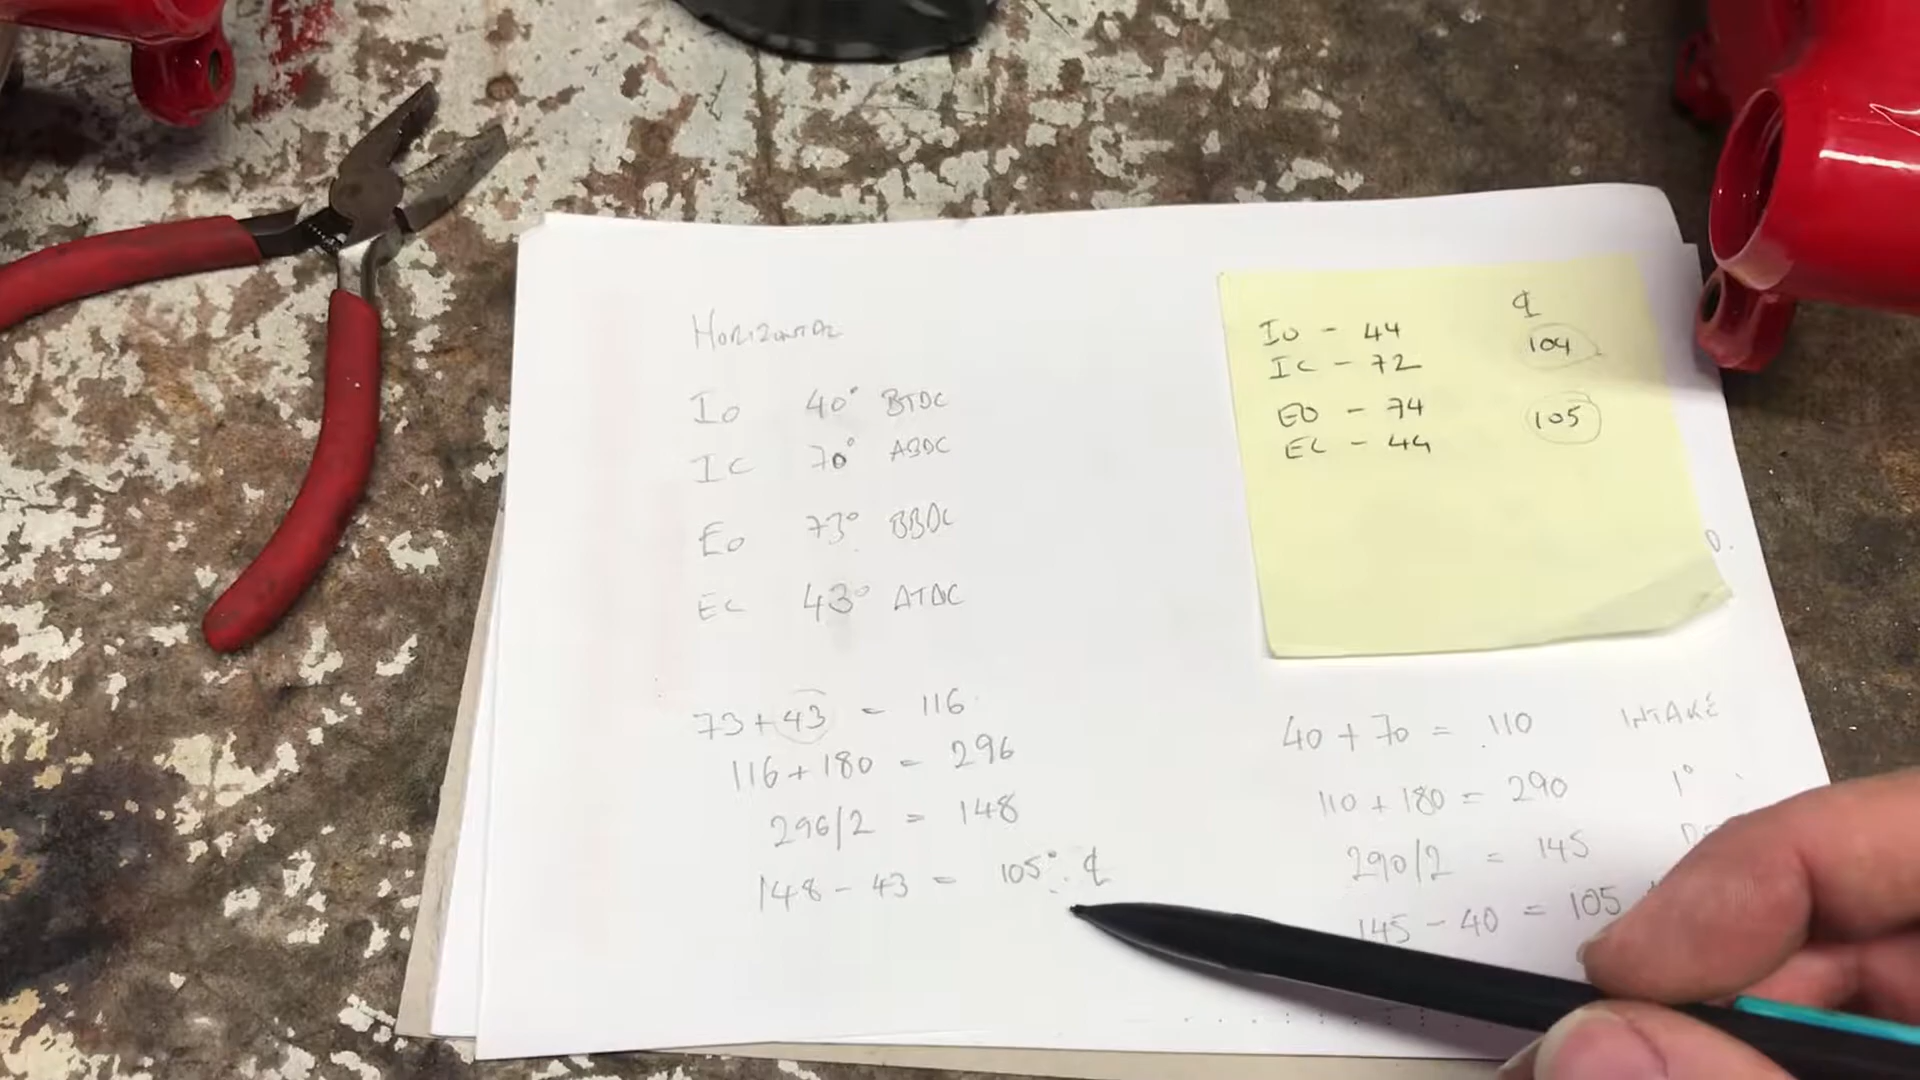 HORIZONTAL
IO 40° BTDC
IC 70° ABDC
EO 73° BBDC
EC 43° ATDC
73 + 43 = 116
116 + 180 = 296
296/2 = 148
148 - 43 = 105° ℄
℄
IO - 44 104
IC - 72
EO - 74 105
EC - 44
D.
40 + 70 = 110 INTAKE
110 + 180 = 290 1°
290/2 = 145
145 - 40 = 105